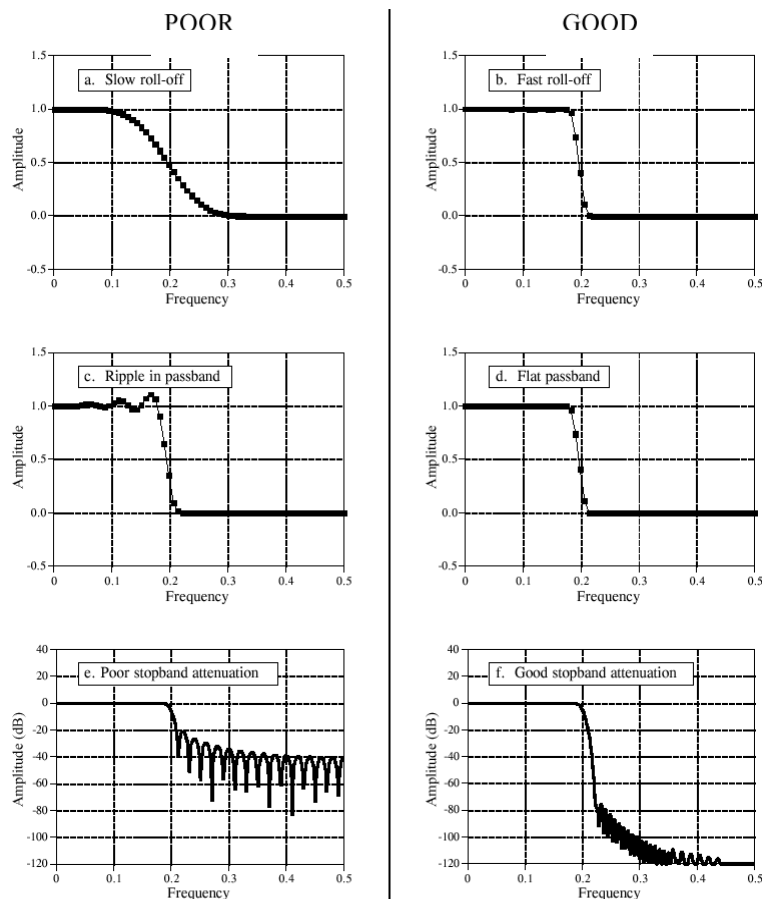 POOR
GOOD
1.5
a. Slow roll-off
1.0
0.5
0.0
-0.5
0 0.1 0.2 0.3 0.4 0.5
Frequency
Amplitude
1.5
b. Fast roll-off
1.0
0.5
0.0
-0.5
0 0.1 0.2 0.3 0.4 0.5
Frequency
Amplitude
1.5
c. Ripple in passband
1.0
0.5
0.0
-0.5
0 0.1 0.2 0.3 0.4 0.5
Frequency
Amplitude
1.5
d. Flat passband
1.0
0.5
0.0
-0.5
0 0.1 0.2 0.3 0.4 0.5
Frequency
Amplitude
40
e. Poor stopband attenuation
20
0
-20
-40
-60
-80
-100
-120
0 0.1 0.2 0.3 0.4 0.5
Frequency
Amplitude (dB)
40
f. Good stopband attenuation
20
0
-20
-40
-60
-80
-100
-120
0 0.1 0.2 0.3 0.4 0.5
Frequency
Amplitude (dB)